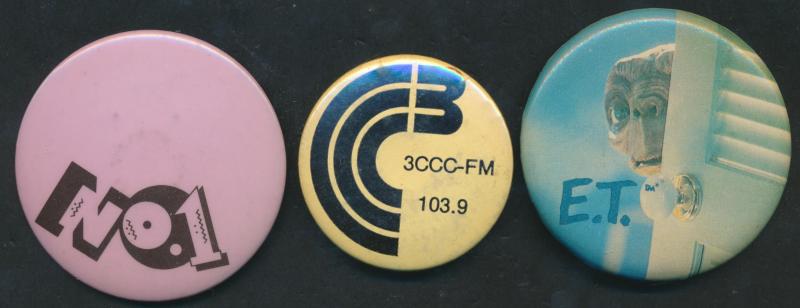 No.1
3CCC-FM
103.9
E.T.